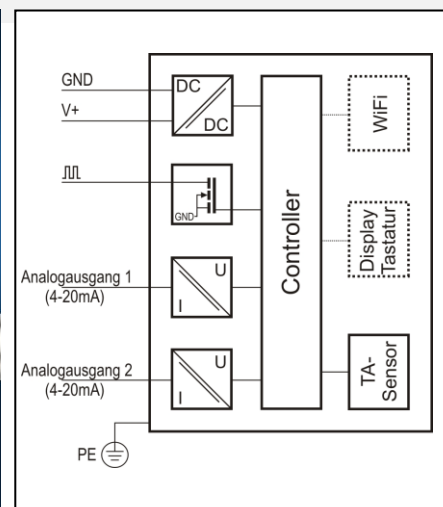 GND
V+
DC
DC
GND
Analogausgang 1
(4-20mA)
U
I
Analogausgang 2
(4-20mA)
U
I
PE
Controller
WiFi
Display
Tastatur
TA-
Sensor